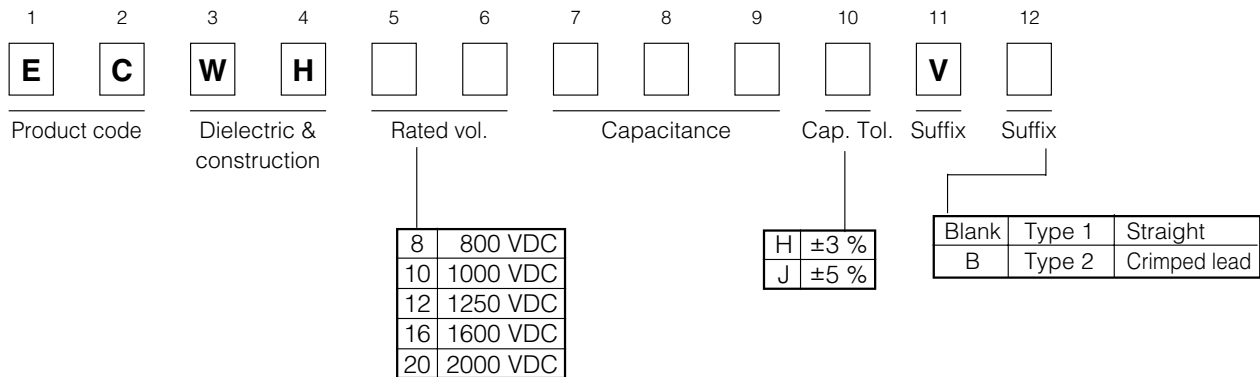 1 2 3 4 5 6 7 8 9 10 11 12
E C W H V
Product code Dielectric & construction Rated vol. Capacitance Cap. Tol. Suffix Suffix
8 800 VDC
10 1000 VDC
12 1250 VDC
16 1600 VDC
20 2000 VDC
H ±3 %
J ±5 %
Blank Type 1 Straight
B Type 2 Crimped lead